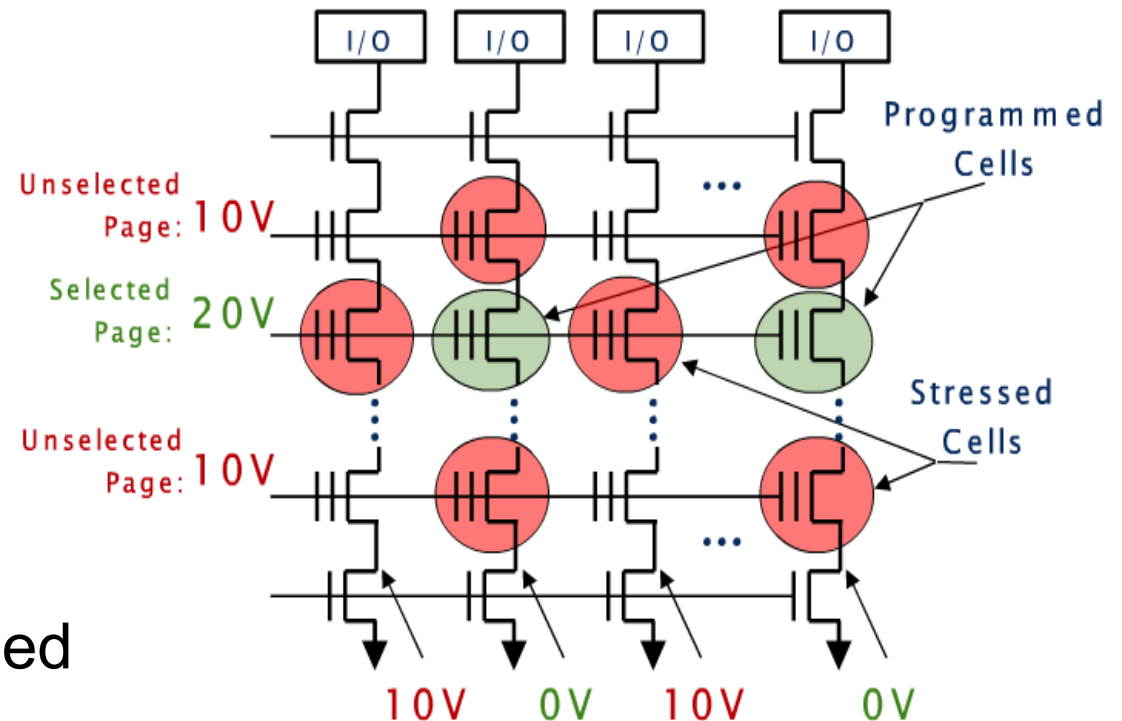 I/O I/O I/O I/O
Programmed
Cells
Unselected
Page: 10V
...
Selected
Page: 20V
Stressed
Cells
Unselected
Page: 10V
...
ed
10V 0V 10V 0V